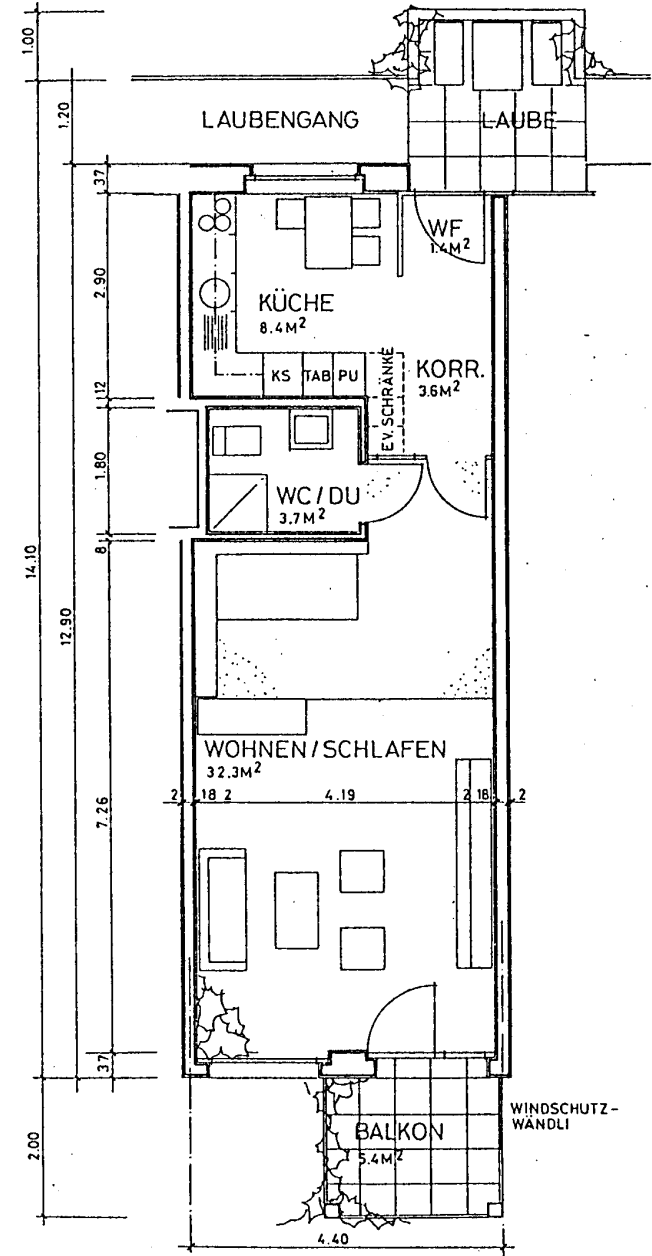 1.00
1.20
LAUBENGANG
LAUBE
37
WF
1.4M²
2.90
KÜCHE
8.4M²
KS TAB PU
EV. SCHRÄNKE
KORR.
3.6M²
12
1.80
WC/DU
3.7M²
8
14.10
12.90
WOHNEN/SCHLAFEN
32.3M²
2 18 2 4.19 2 18 2
7.26
37
2.00
BALKON
5.4M²
WINDSCHUTZ-
WÄNDLI
4.40